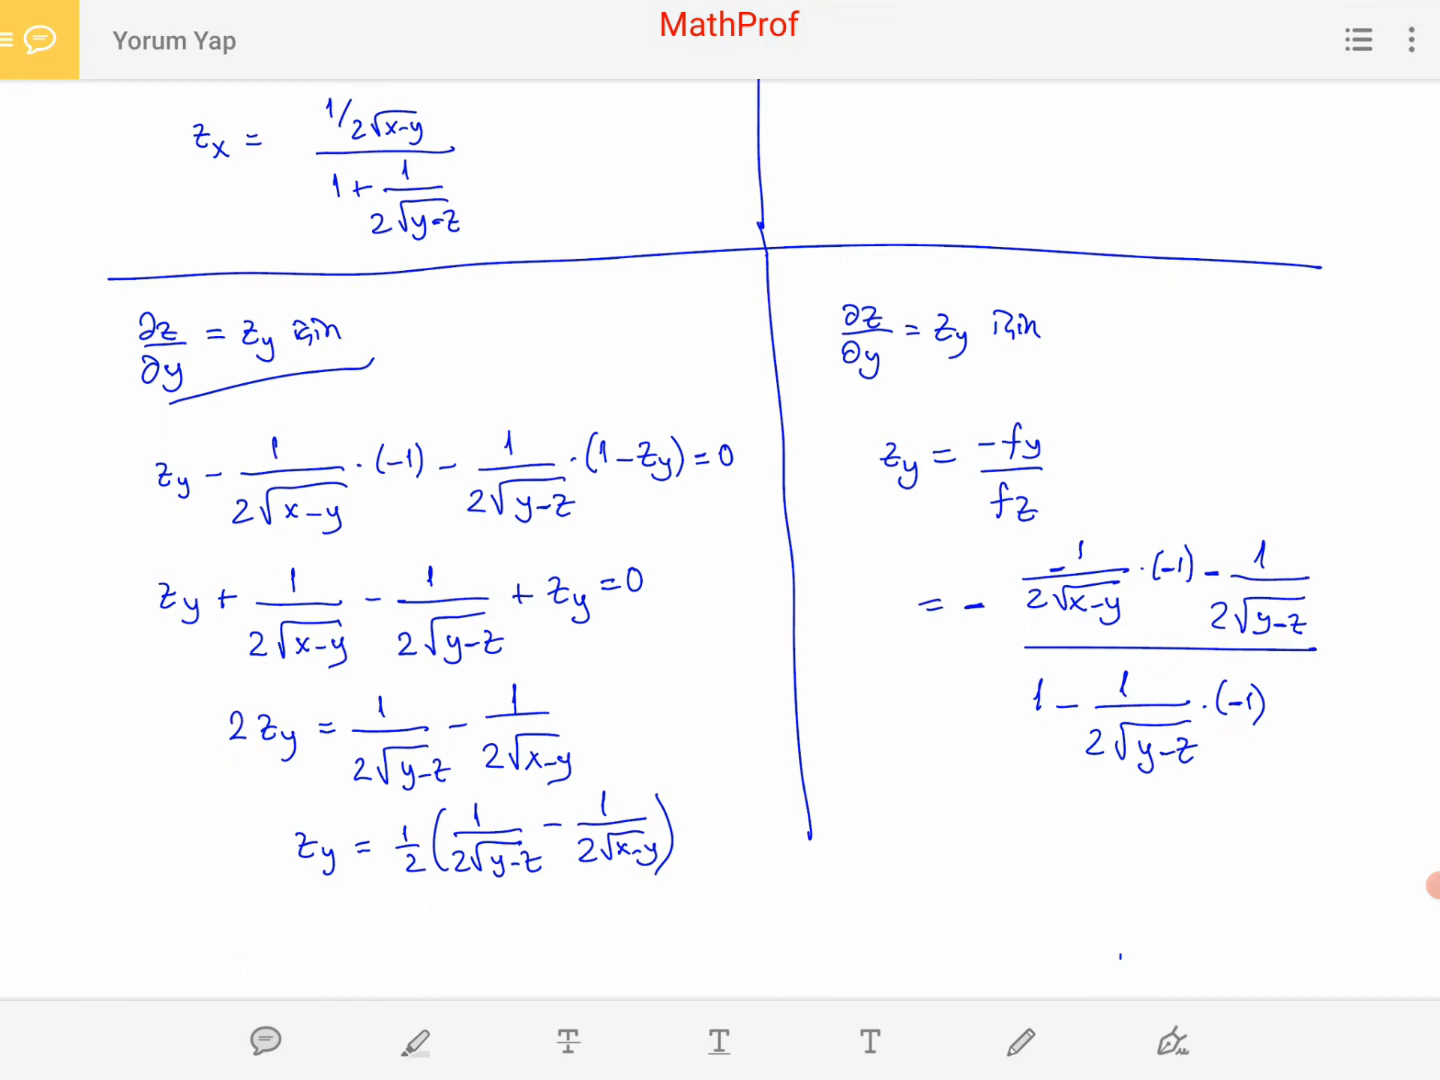 MathProf
Yorum Yap
z_x = (1/2√(x-y)) / (1 + 1/(2√(y-z)))
∂z/∂y = z_y için
z_y - 1/(2√(x-y)) · (-1) - 1/(2√(y-z)) · (1-z_y) = 0
z_y + 1/(2√(x-y)) - 1/(2√(y-z)) + z_y = 0
2z_y = 1/(2√(y-z)) - 1/(2√(x-y))
z_y = 1/2 (1/(2√(y-z)) - 1/(2√(x-y)))
∂z/∂y = z_y için
z_y = -f_y / f_z
= - (-1/(2√(x-y)) · (-1) - 1/(2√(y-z))) / (1 - 1/(2√(y-z)) · (-1))